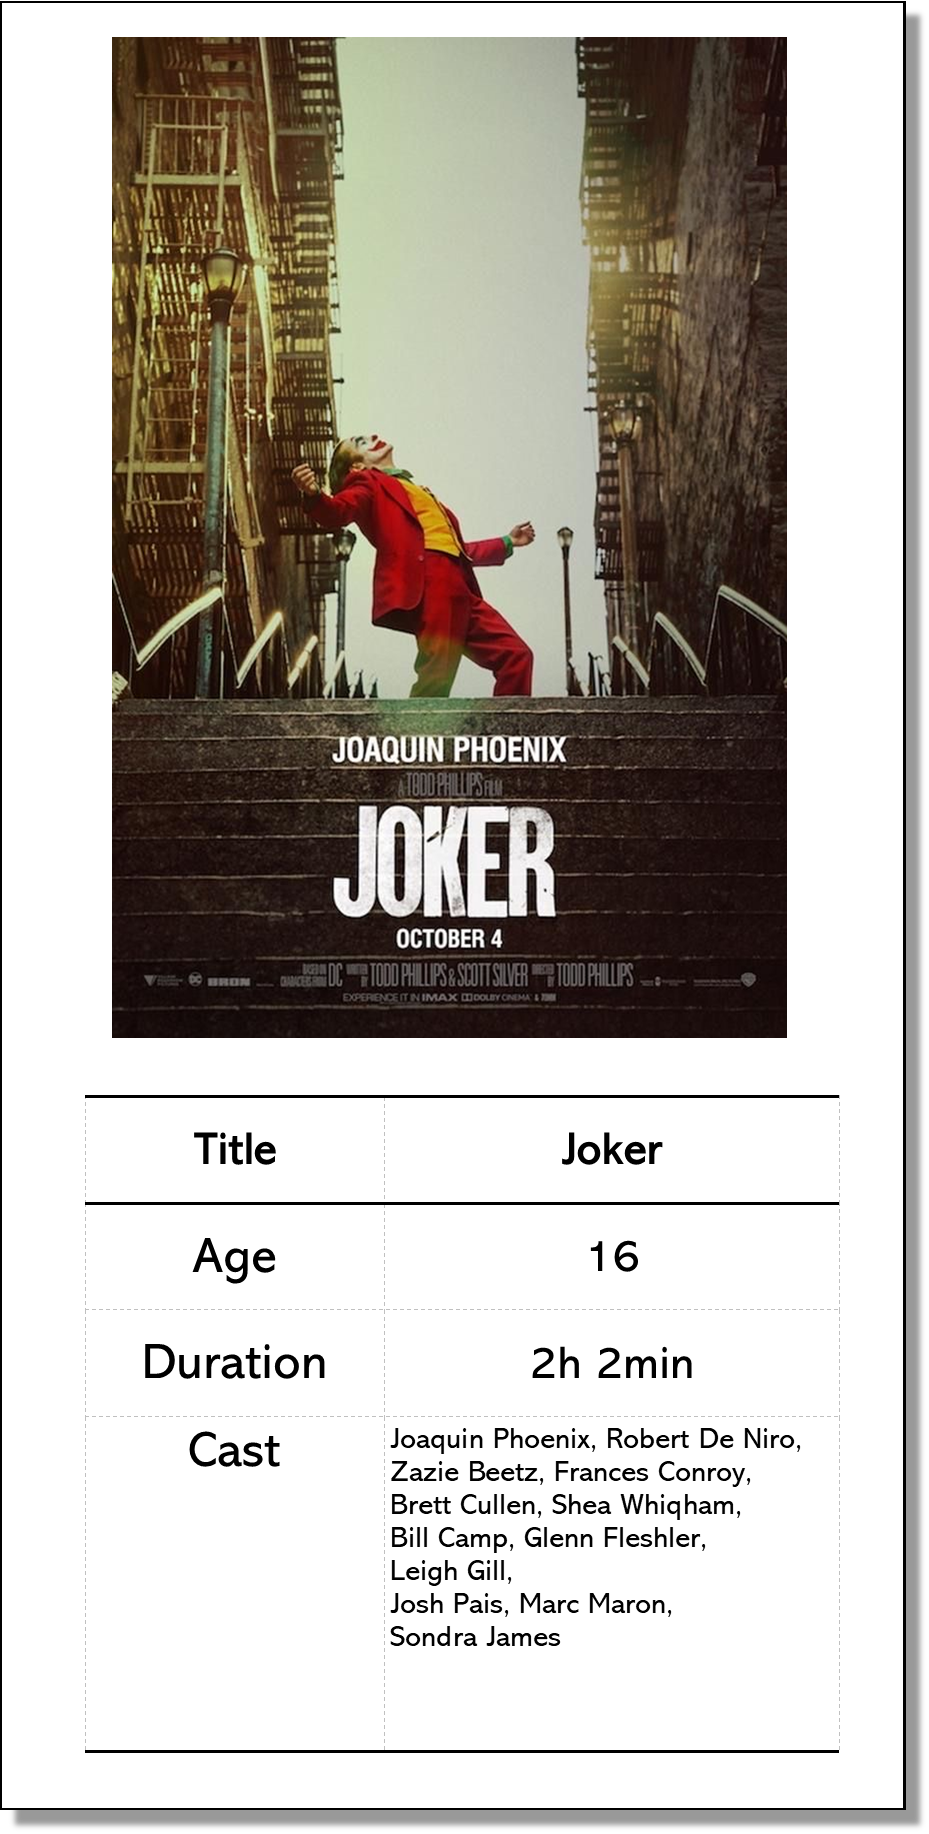 JOAQUIN PHOENIX
A TODD PHILLIPS FILM
JOKER
OCTOBER 4
BASED ON CHARACTERS FROM DC WRITTEN BY TODD PHILLIPS & SCOTT SILVER DIRECTED BY TODD PHILLIPS
EXPERIENCE IT IN IMAX DOLBY CINEMA &
Title Joker
Age 16
Duration 2h 2min
Cast Joaquin Phoenix, Robert De Niro,
Zazie Beetz, Frances Conroy,
Brett Cullen, Shea Whiqham,
Bill Camp, Glenn Fleshler,
Leigh Gill,
Josh Pais, Marc Maron,
Sondra James